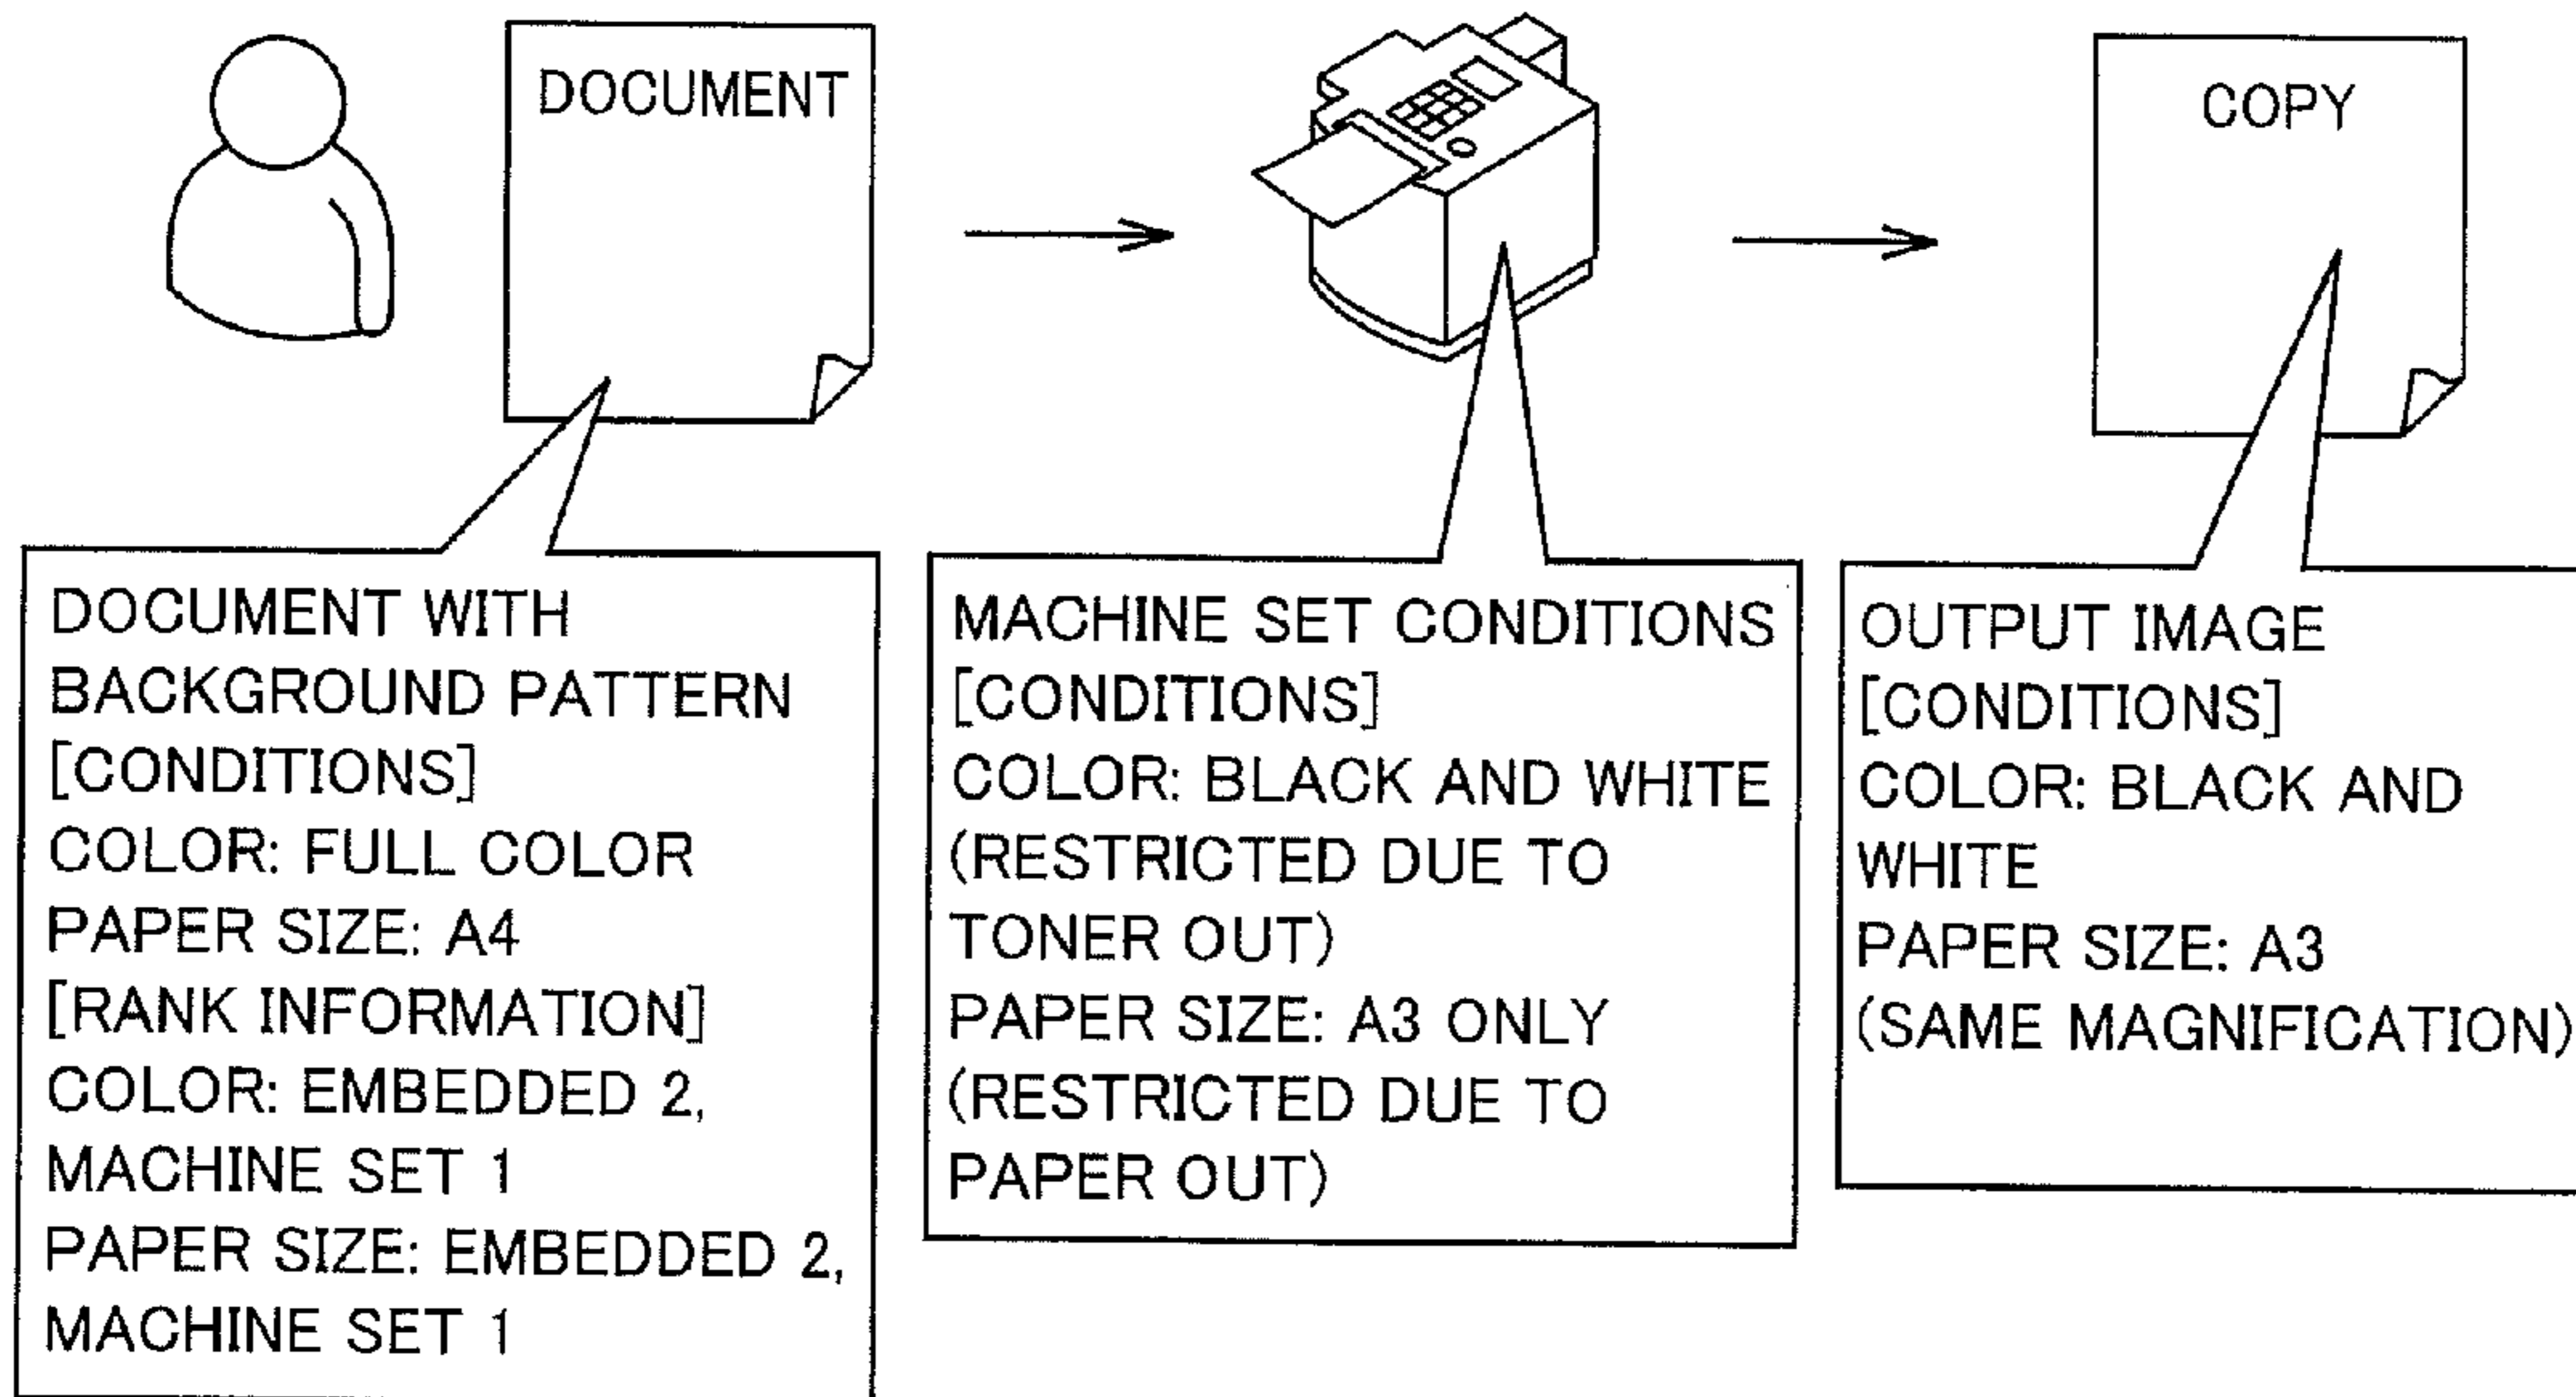 DOCUMENT
COPY
DOCUMENT WITH
BACKGROUND PATTERN
[CONDITIONS]
COLOR: FULL COLOR
PAPER SIZE: A4
[RANK INFORMATION]
COLOR: EMBEDDED 2,
MACHINE SET 1
PAPER SIZE: EMBEDDED 2,
MACHINE SET 1
MACHINE SET CONDITIONS
[CONDITIONS]
COLOR: BLACK AND WHITE
(RESTRICTED DUE TO
TONER OUT)
PAPER SIZE: A3 ONLY
(RESTRICTED DUE TO
PAPER OUT)
OUTPUT IMAGE
[CONDITIONS]
COLOR: BLACK AND
WHITE
PAPER SIZE: A3
(SAME MAGNIFICATION)